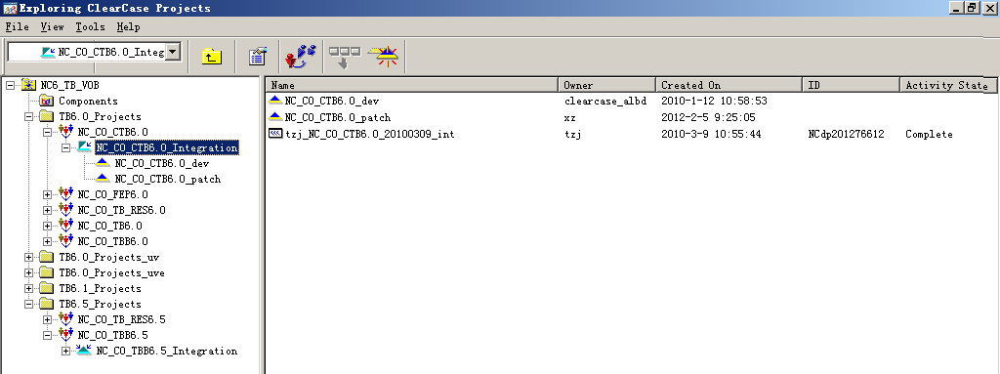 Exploring ClearCase Projects
File View Tools Help
NC_CO_CTB6.0_Integ
NC6_TB_VOB
Components
TB6.0_Projects
NC_CO_CTB6.0
NC_CO_CTB6.0_Integration
NC_CO_CTB6.0_dev
NC_CO_CTB6.0_patch
NC_CO_FEP6.0
NC_CO_TB_RES6.0
NC_CO_TB6.0
NC_CO_TBB6.0
TB6.0_Projects_uv
TB6.0_Projects_uve
TB6.1_Projects
TB6.5_Projects
NC_CO_TB_RES6.5
NC_CO_TBB6.5
NC_CO_TBB6.5_Integration
Name Owner Created On ID Activity State
NC_CO_CTB6.0_dev clearcase_albd 2010-1-12 10:58:53
NC_CO_CTB6.0_patch xz 2012-2-5 9:25:05
tzj_NC_CO_CTB6.0_20100309_int tzj 2010-3-9 10:55:44 NCdp201276612 Complete